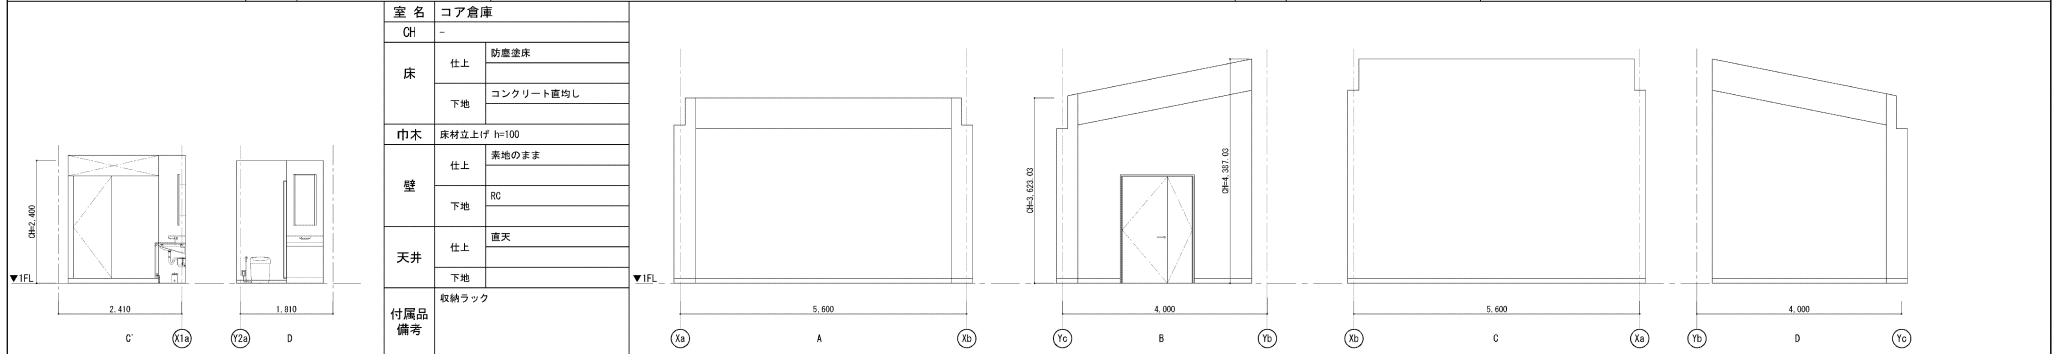 CH=2,400
▼1FL
2,410
1,810
C'
X1a
Y2a
D
室 名
コア倉庫
CH
-
床
仕上
防塵塗床
下地
コンクリート直均し
巾木
床材立上げ h=100
壁
仕上
素地のまま
下地
RC
天井
仕上
直天
下地
付属品
備考
収納ラック
▼1FL
5,600
Xa
A
Xb
CH=3,623.03
CH=4,387.03
4,000
Yc
B
Yb
5,600
Xb
C
Xa
4,000
Yb
D
Yc